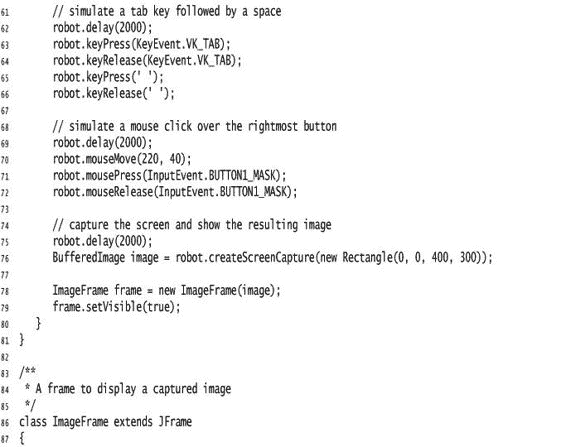 61 // simulate a tab key followed by a space
62 robot.delay(2000);
63 robot.keyPress(KeyEvent.VK_TAB);
64 robot.keyRelease(KeyEvent.VK_TAB);
65 robot.keyPress(' ');
66 robot.keyRelease(' ');
67
68 // simulate a mouse click over the rightmost button
69 robot.delay(2000);
70 robot.mouseMove(220, 40);
71 robot.mousePress(InputEvent.BUTTON1_MASK);
72 robot.mouseRelease(InputEvent.BUTTON1_MASK);
73
74 // capture the screen and show the resulting image
75 robot.delay(2000);
76 BufferedImage image = robot.createScreenCapture(new Rectangle(0, 0, 400, 300));
77
78 ImageFrame frame = new ImageFrame(image);
79 frame.setVisible(true);
80 }
81 }
82
83 /**
84 * A frame to display a captured image
85 */
86 class ImageFrame extends JFrame
87 {